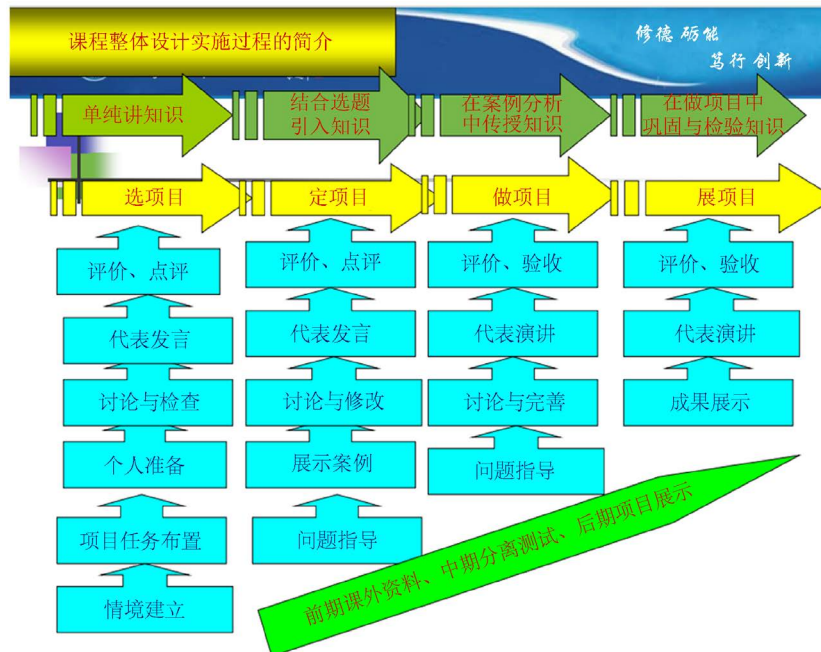 课程整体设计实施过程的简介
修德 砺能
笃行 创新
单纯讲知识
结合选题
引入知识
在案例分析
中传授知识
在做项目中
巩固与检验知识
选项目
定项目
做项目
展项目
评价、点评
评价、点评
评价、验收
评价、验收
代表发言
代表发言
代表演讲
代表演讲
讨论与检查
讨论与修改
讨论与完善
成果展示
个人准备
展示案例
问题指导
项目任务布置
问题指导
情境建立
前期课外资料、中期分离测试、后期项目展示